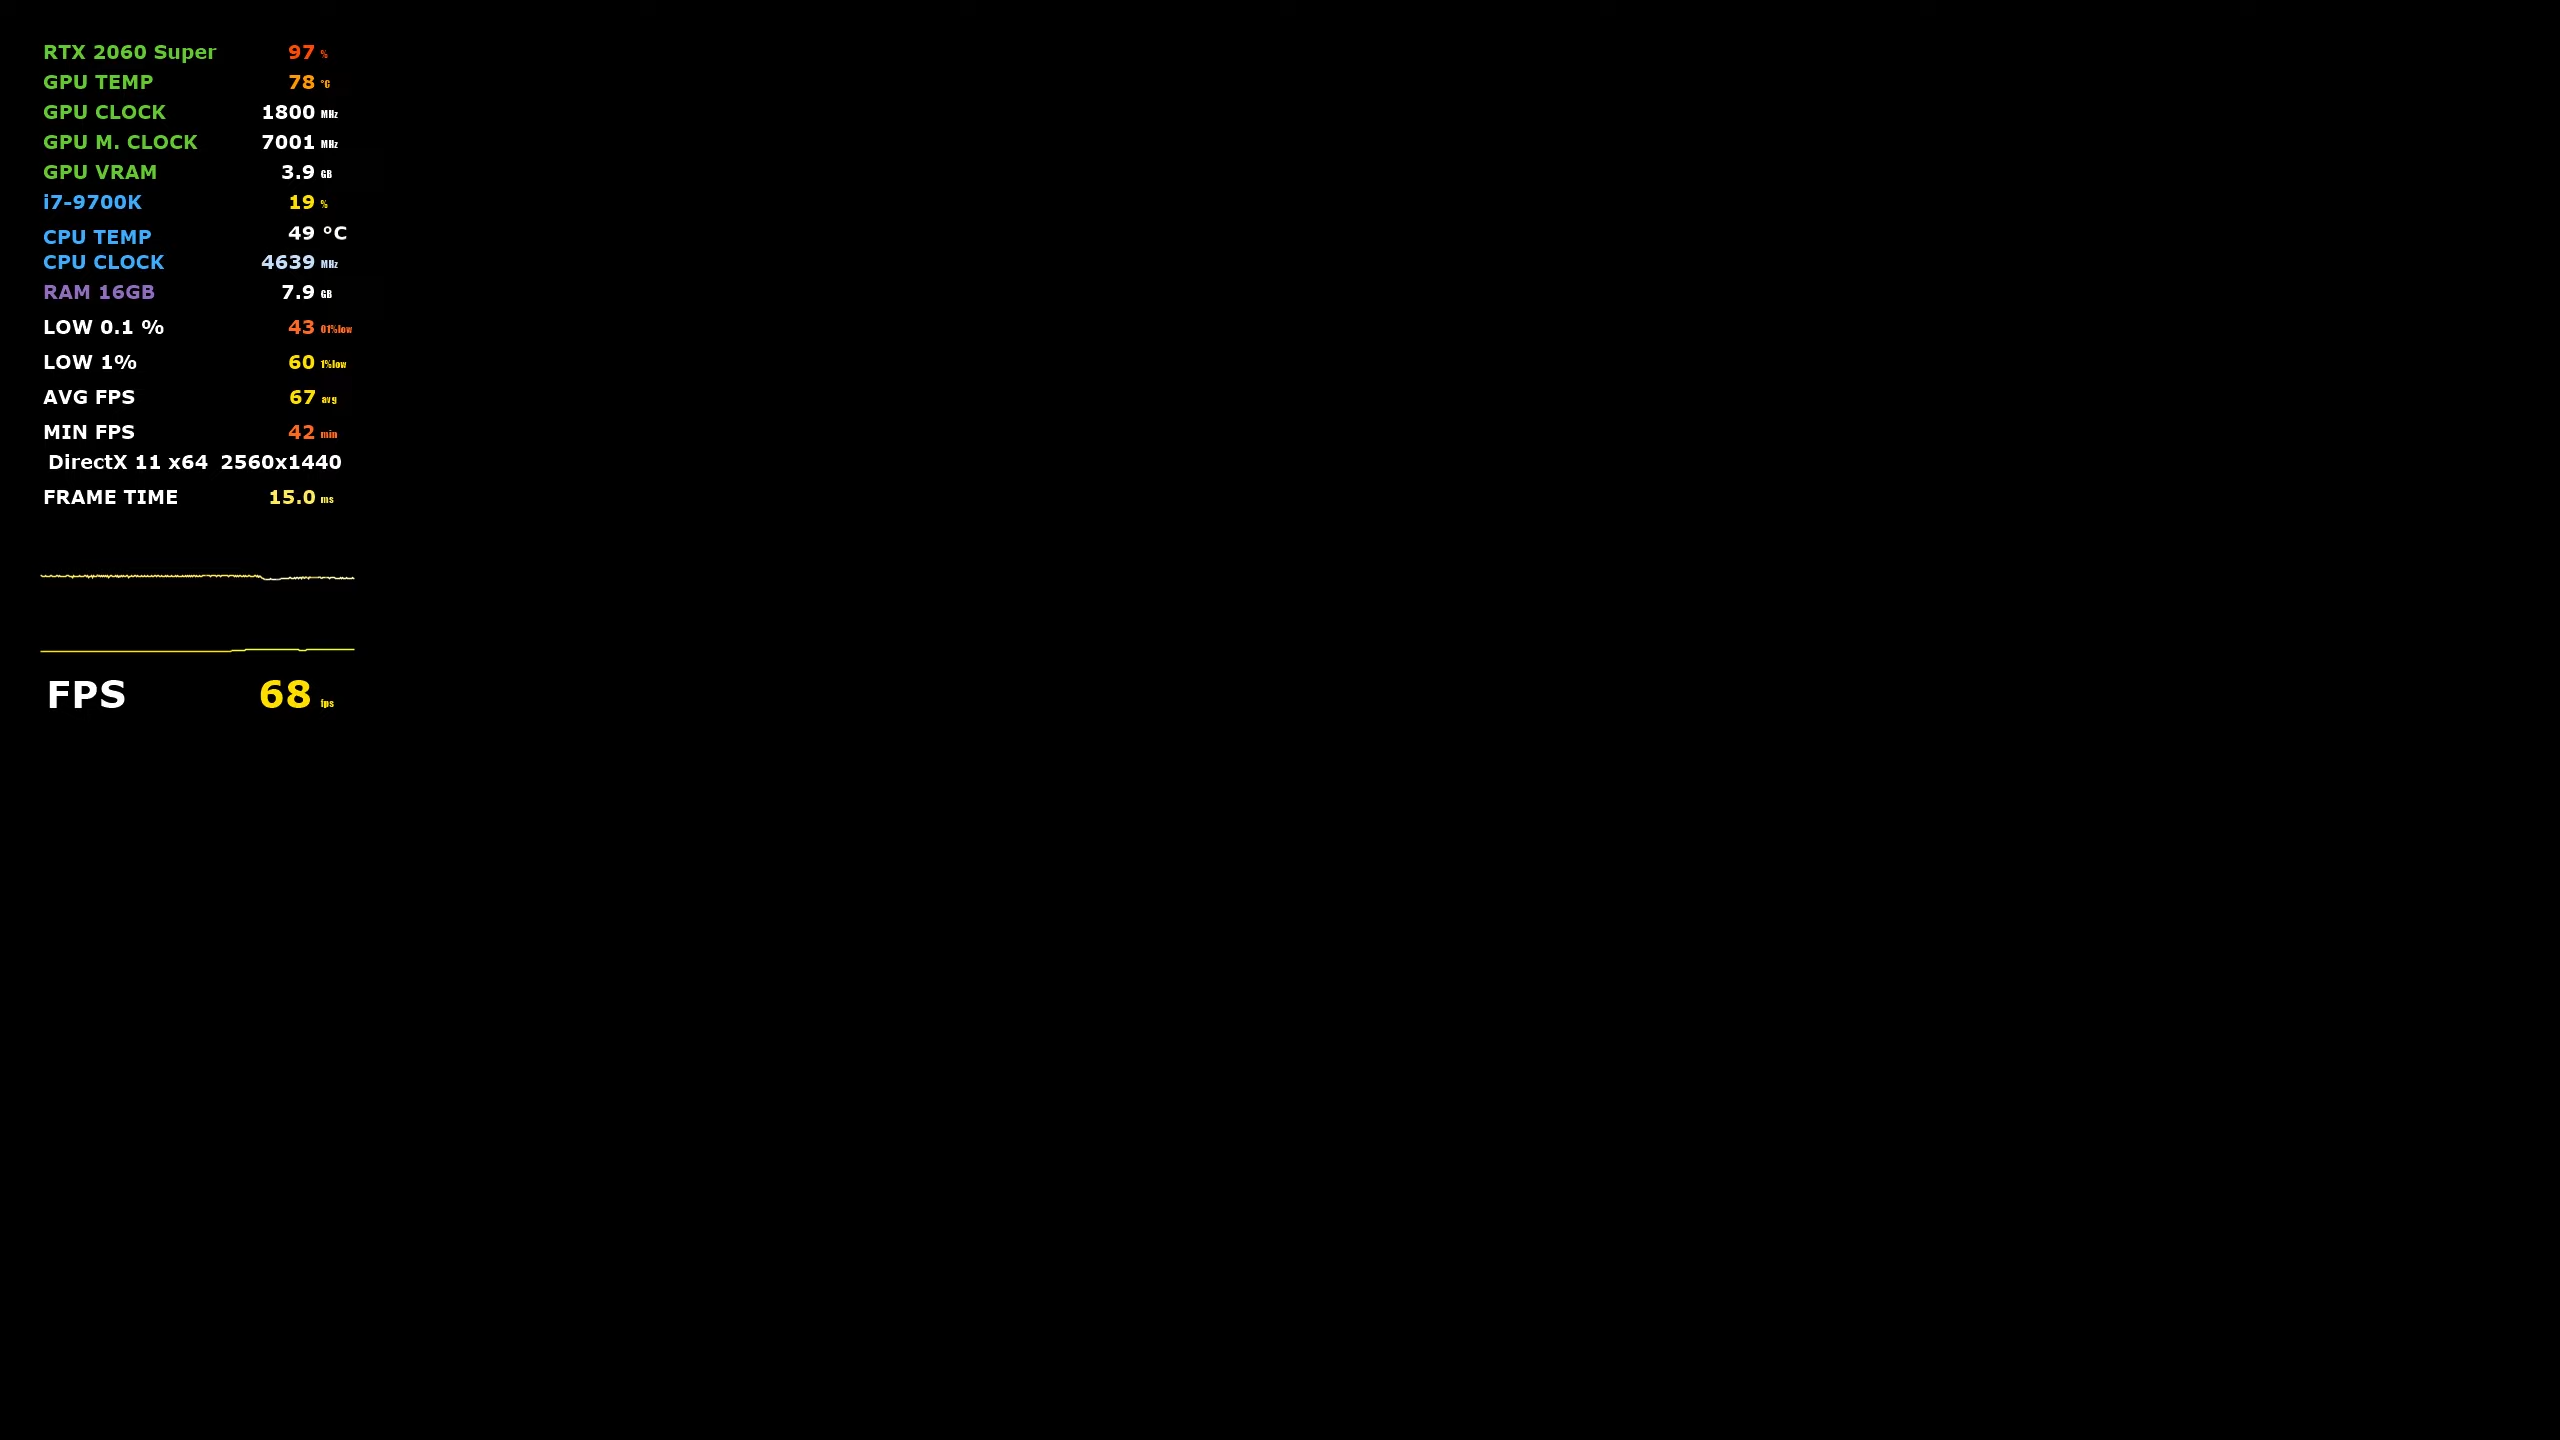 RTX 2060 Super 97 %
GPU TEMP 78 °C
GPU CLOCK 1800 MHz
GPU M. CLOCK 7001 MHz
GPU VRAM 3.9 GB
i7-9700K 19 %
CPU TEMP 49 °C
CPU CLOCK 4639 MHz
RAM 16GB 7.9 GB
LOW 0.1 % 43 01%low
LOW 1% 60 1%low
AVG FPS 67 avg
MIN FPS 42 min
DirectX 11 x64 2560x1440
FRAME TIME 15.0 ms
FPS 68 fps